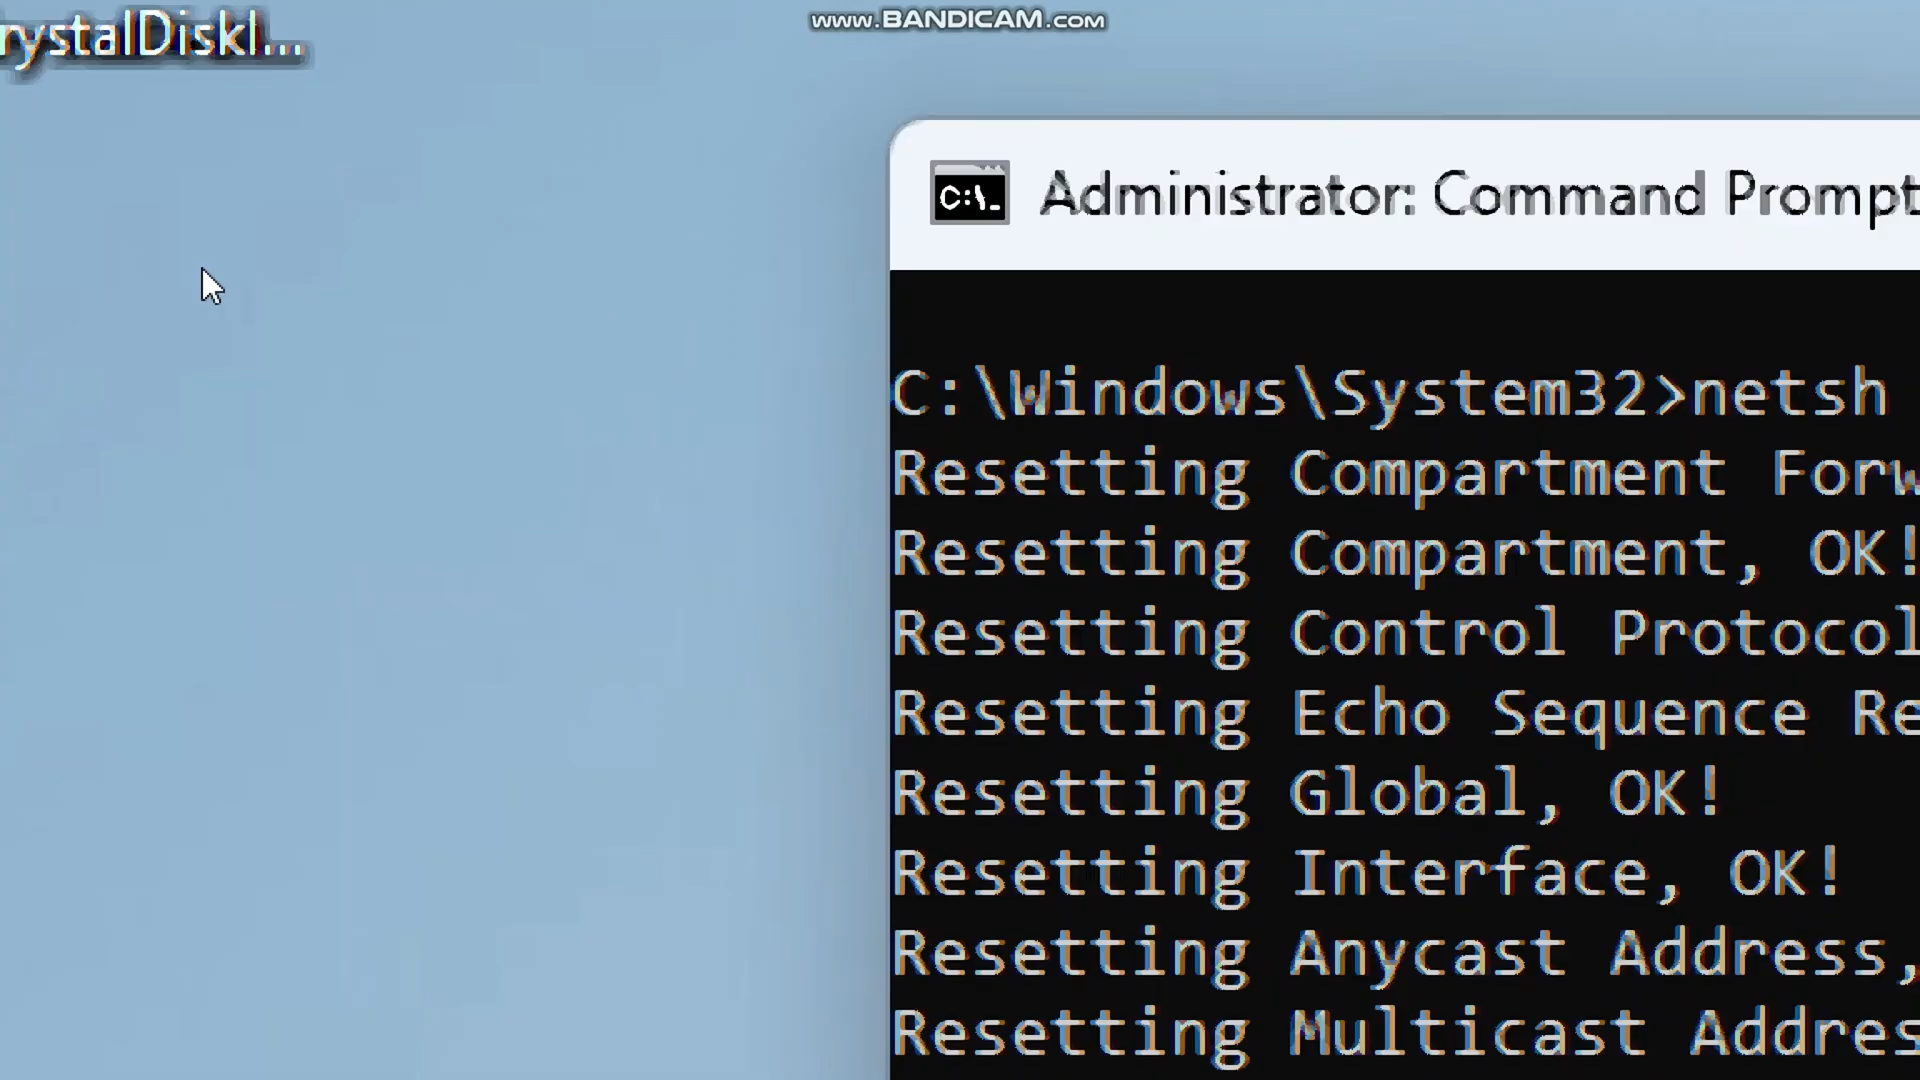 rystalDiskI...
www.BANDICAM.com
Administrator: Command Prompt
C:\_
C:\Windows\System32>netsh
Resetting Compartment Forw
Resetting Compartment, OK!
Resetting Control Protocol
Resetting Echo Sequence Re
Resetting Global, OK!
Resetting Interface, OK!
Resetting Anycast Address,
Resetting Multicast Addres